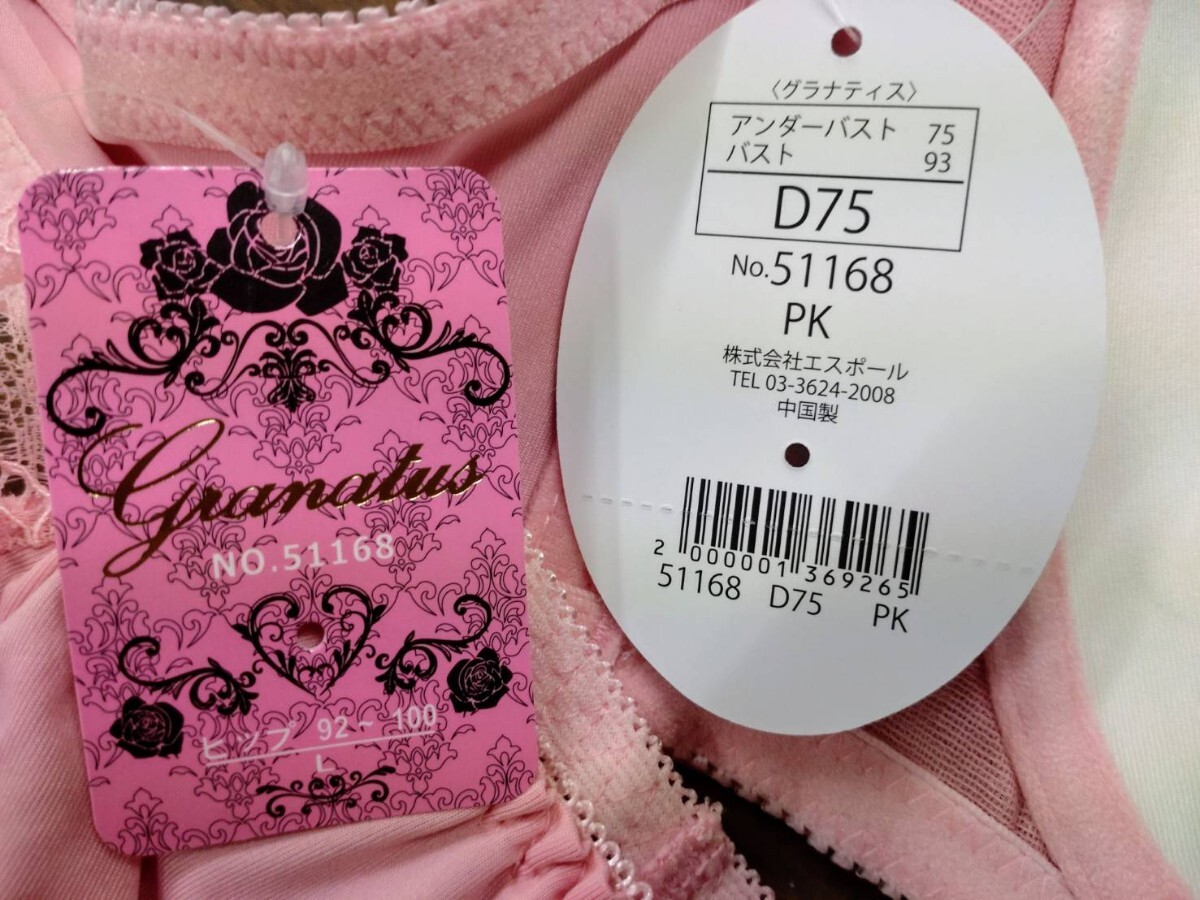 Granatus
NO.51168
ヒップ 92~ 100
L
〈グラナティス〉
アンダーバスト 75
バスト 93
D75
No.51168
PK
株式会社エスポール
TEL 03-3624-2008
中国製
2 000001 369265
51168 D75 PK